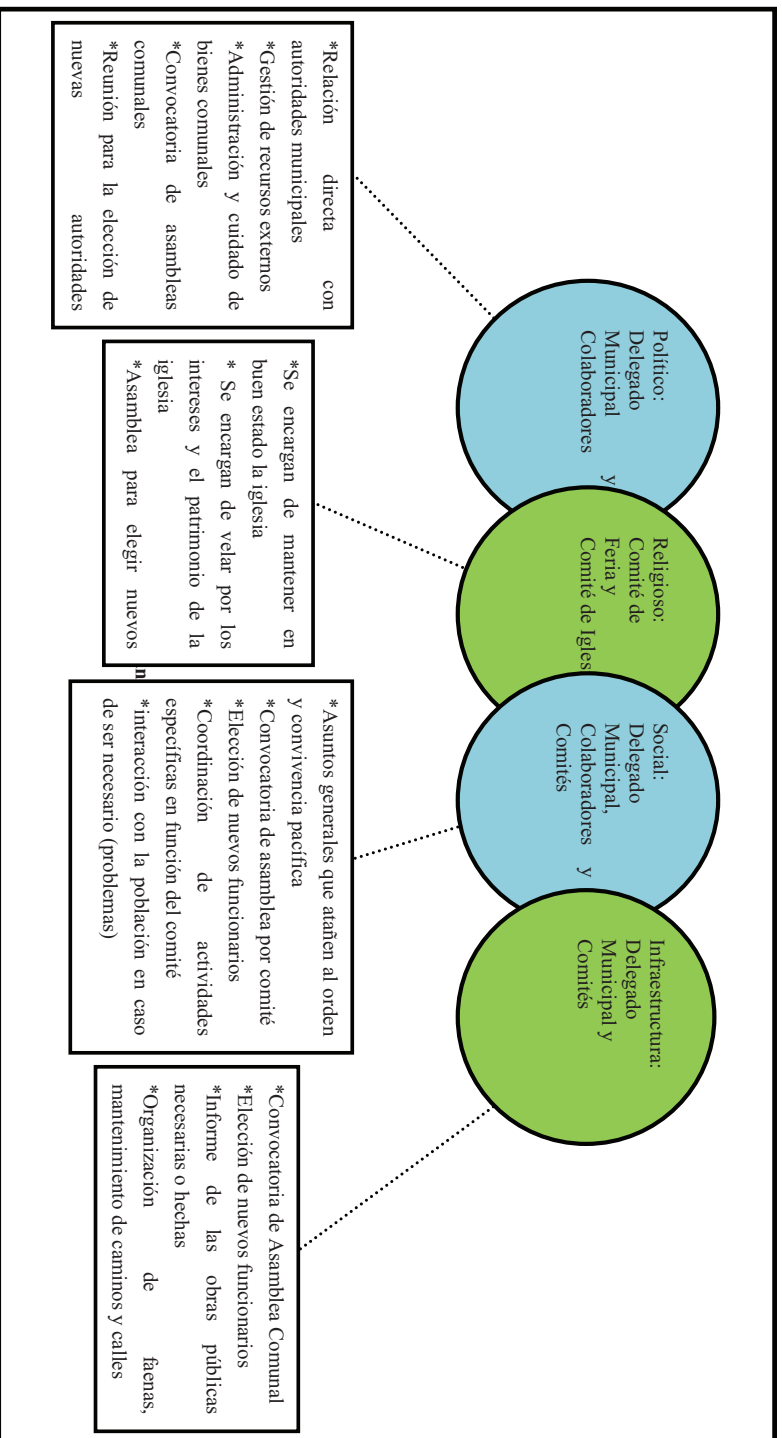 Político:
Delegado
Municipal y
Colaboradores
Religioso:
Comité de
Feria y
Comité de Igles
Social:
Delegado
Municipal,
Colaboradores y
Comités
Infraestructura:
Delegado
Municipal y
Comités
*Relación directa con
autoridades municipales
*Gestión de recursos externos
*Administración y cuidado de
bienes comunales
*Convocatoria de asambleas
comunales
*Reunión para la elección de
nuevas autoridades
*Se encargan de mantener en
buen estado la iglesia
* Se encargan de velar por los
intereses y el patrimonio de la
iglesia
*Asamblea para elegir nuevos
n
*Asuntos generales que atañen al orden
y convivencia pacífica
*Convocatoria de asamblea por comité
*Elección de nuevos funcionarios
*Coordinación de actividades
específicas en función del comité
*interacción con la población en caso
de ser necesario (problemas)
*Convocatoria de Asamblea Comunal
*Elección de nuevos funcionarios
*Informe de las obras públicas
necesarias o hechas
*Organización de faenas,
mantenimiento de caminos y calles